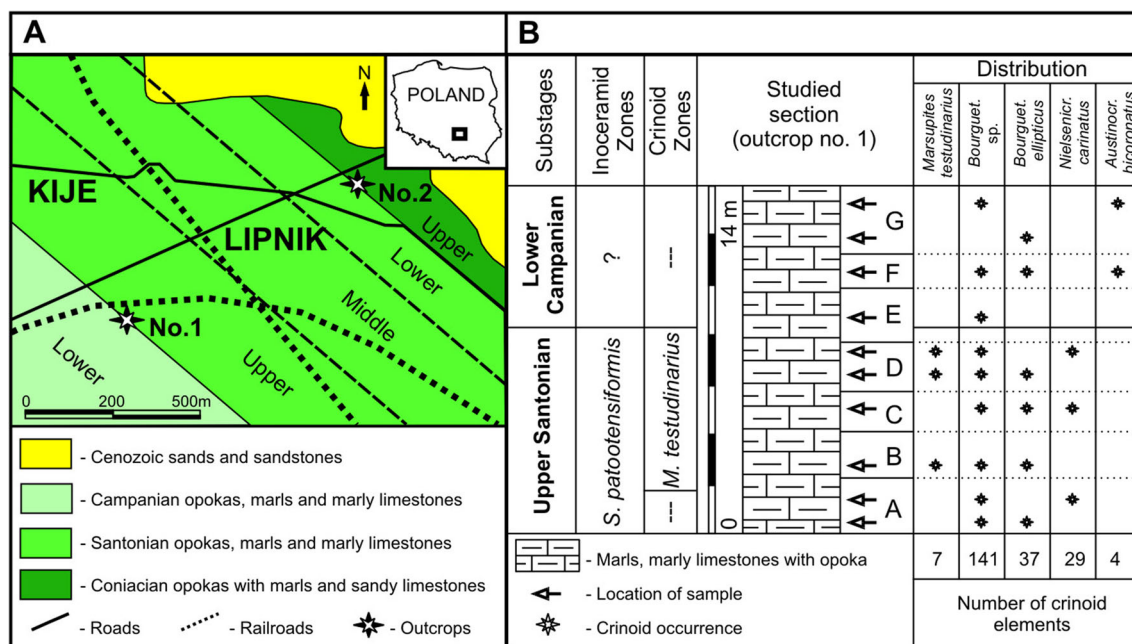 A
B
N
POLAND
KIJE
LIPNIK
No.2
No.1
Upper
Lower
Middle
Upper
Lower
0 200 500m
- Cenozoic sands and sandstones
- Campanian opokas, marls and marly limestones
- Santonian opokas, marls and marly limestones
- Coniacian opokas with marls and sandy limestones
- Roads
- Railroads
- Outcrops
Substages
Inoceramid
Zones
Crinoid
Zones
Studied
section
(outcrop no. 1)
Distribution
Marsupites
testudinarius
Bourguet.
sp.
Bourguet.
ellipticus
Nielsenicr.
carinatus
Austinocr.
bicoronatus
Lower
Campanian
?
---
14 m
G
F
E
Upper Santonian
S. patootensiformis
M. testudinarius
---
0
D
C
B
A
- Marls, marly limestones with opoka
- Location of sample
- Crinoid occurrence
7 141 37 29 4
Number of crinoid
elements